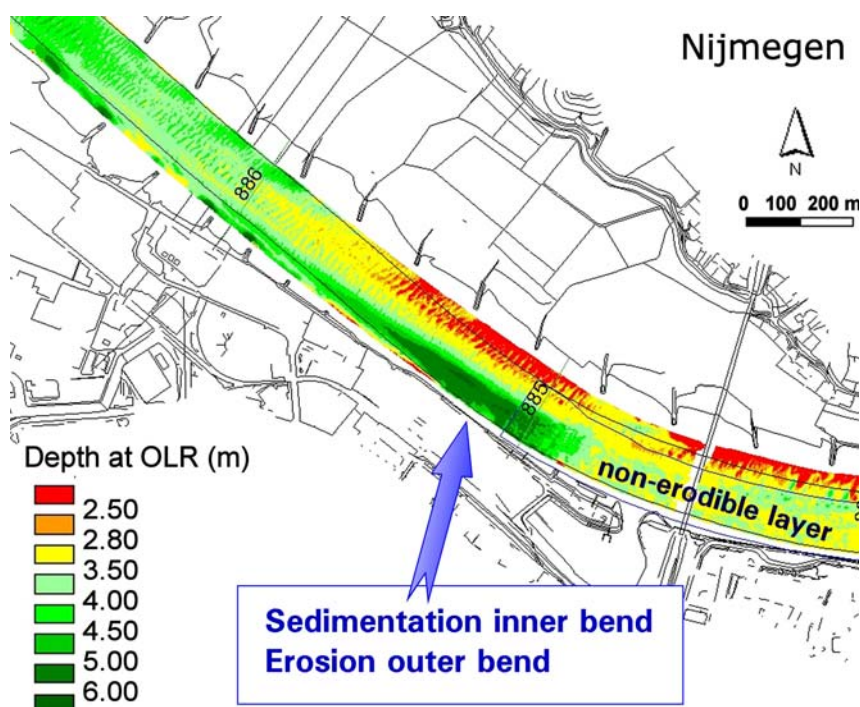 Nijmegen
N
0 100 200 m
886
885
non-erodible layer
Depth at OLR (m)
2.50
2.80
3.50
4.00
4.50
5.00
6.00
Sedimentation inner bend
Erosion outer bend